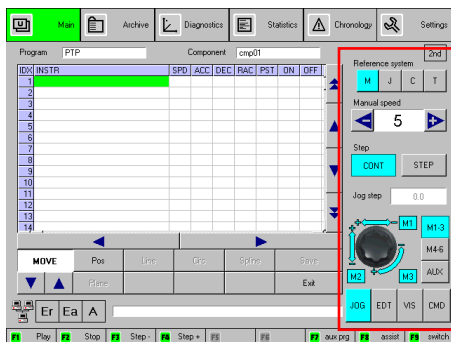 Main Archive Diagnostics Statistics Chronology Settings
Program PTP Component cmp01 2nd
Reference system
M J C T
IDX INSTR SPD ACC DEC RAC PST ON OFF
1
2
3
4
5
6
7
8
9
10
11
12
13
14
Manual speed
5
Step
CONT STEP
Jog step 0.0
M1 M1-3
M4-6
M2 M3 AUX
JOG EDT VIS CMD
MOVE Pos Line Circ Spline Save
Plane Exit
Er Ea A
F1 Play F2 Stop F3 Step - F4 Step + F5 F6 F7 aux prg F8 assist F9 switch